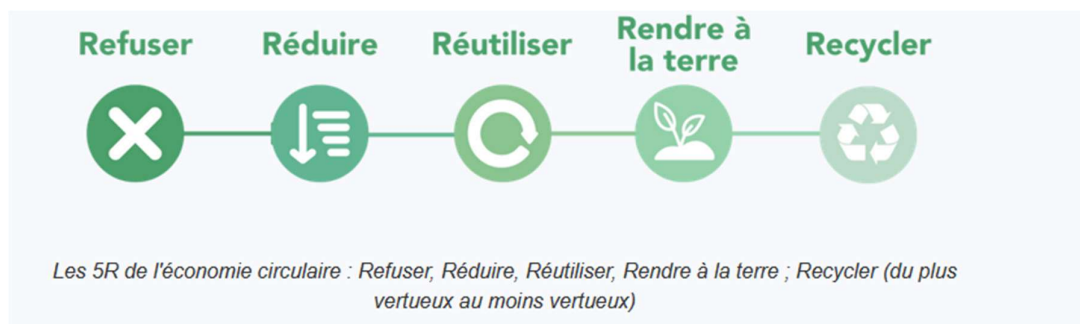 Refuser
Réduire
Réutiliser
Rendre à
la terre
Recycler
Les 5R de l'économie circulaire : Refuser, Réduire, Réutiliser, Rendre à la terre ; Recycler (du plus
vertueux au moins vertueux)